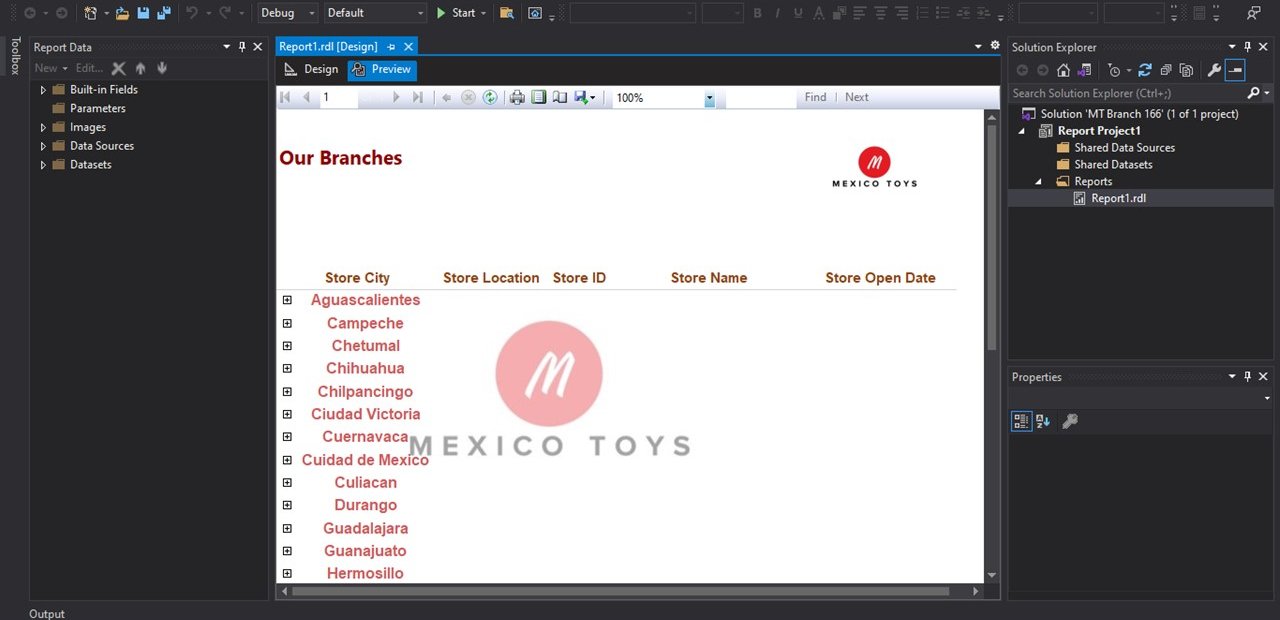 Debug Default Start
Toolbox
Report Data
New Edit...
Built-in Fields
Parameters
Images
Data Sources
Datasets
Report1.rdl [Design]
Design Preview
1 100% Find Next
Our Branches
M
MEXICO TOYS
Store City Store Location Store ID Store Name Store Open Date
Aguascalientes
Campeche
Chetumal
Chihuahua
Chilpancingo
Ciudad Victoria
Cuernavaca
Cuidad de Mexico
Culiacan
Durango
Guadalajara
Guanajuato
Hermosillo
M
MEXICO TOYS
Solution Explorer
Search Solution Explorer (Ctrl+;)
Solution 'MT Branch 166' (1 of 1 project)
Report Project1
Shared Data Sources
Shared Datasets
Reports
Report1.rdl
Properties
Output